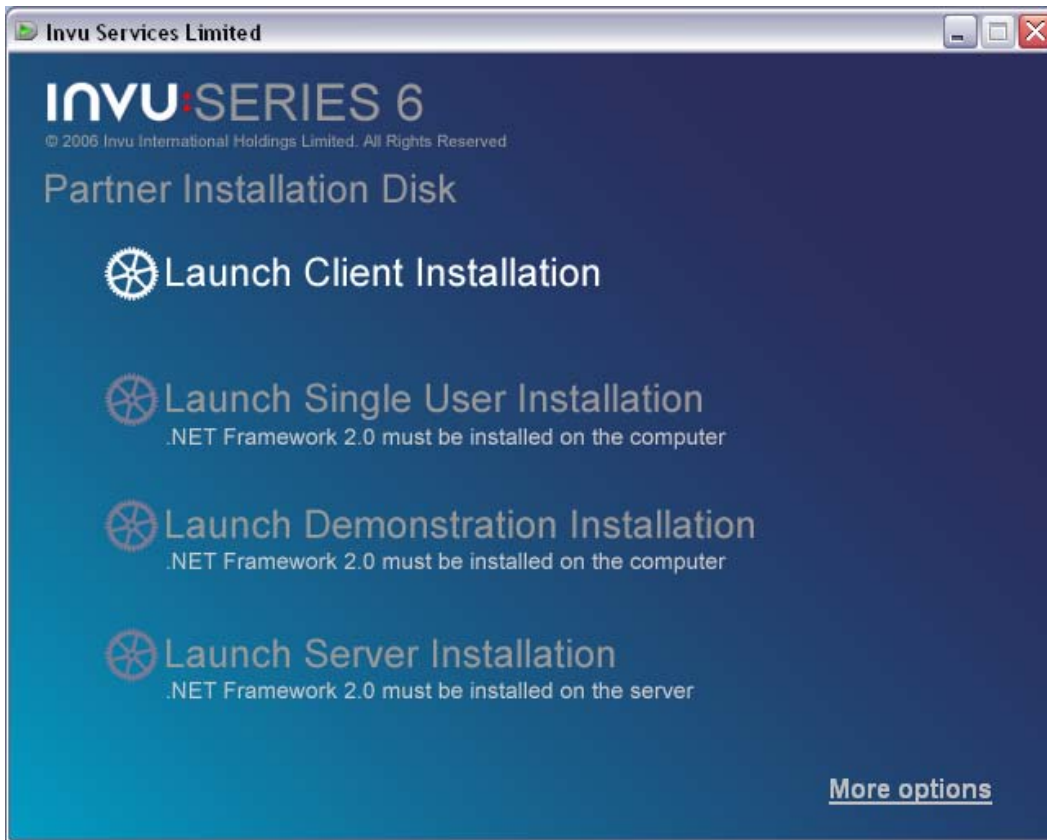 Invu Services Limited
INVU:SERIES 6
© 2006 Invu International Holdings Limited. All Rights Reserved
Partner Installation Disk
Launch Client Installation
Launch Single User Installation
.NET Framework 2.0 must be installed on the computer
Launch Demonstration Installation
.NET Framework 2.0 must be installed on the computer
Launch Server Installation
.NET Framework 2.0 must be installed on the server
More options